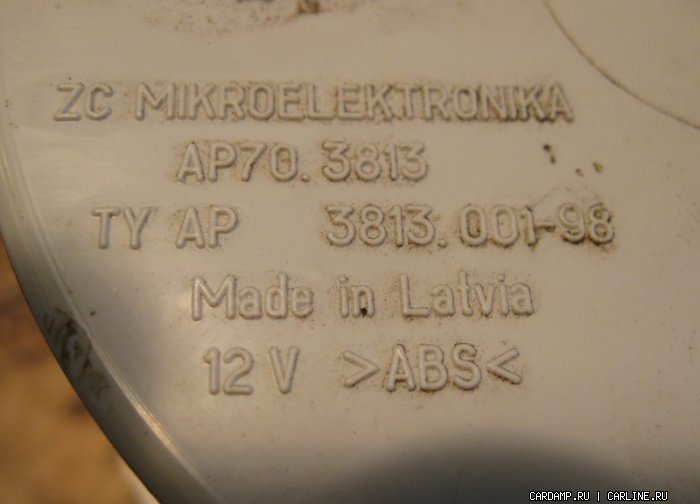 ZC MIKROELEKTRONIKA
AP70.3813
TY AP 3813.001-98
Made in Latvia
12 V >ABS<
CARDAMP.RU | CARLINE.RU